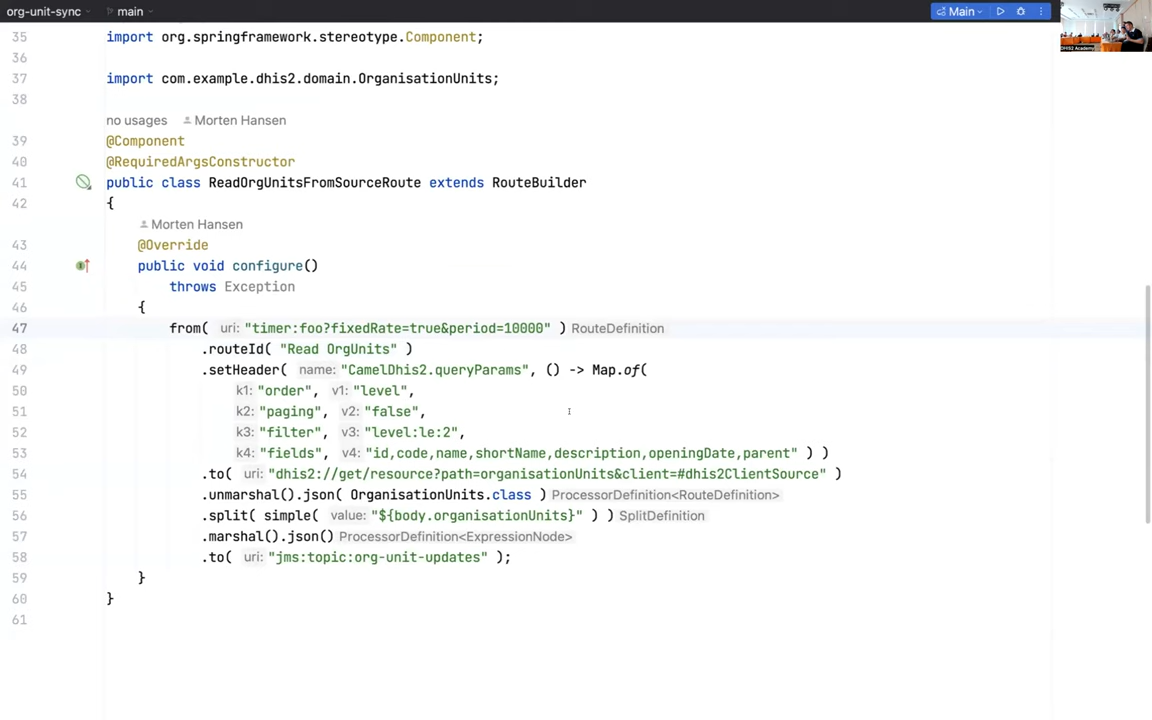 org-unit-sync main Main
35 import org.springframework.stereotype.Component;
36
37 import com.example.dhis2.domain.OrganisationUnits;
38
no usages Morten Hansen
39 @Component
40 @RequiredArgsConstructor
41 public class ReadOrgUnitsFromSourceRoute extends RouteBuilder
42 {
Morten Hansen
43 @Override
44 public void configure()
45 throws Exception
46 {
47 from( uri: "timer:foo?fixedRate=true&period=10000" ) RouteDefinition
48 .routeId( "Read OrgUnits" )
49 .setHeader( name: "CamelDhis2.queryParams", () -> Map.of(
50 k1: "order", v1: "level",
51 k2: "paging", v2: "false",
52 k3: "filter", v3: "level:le:2",
53 k4: "fields", v4: "id,code,name,shortName,description,openingDate,parent" ) )
54 .to( uri: "dhis2://get/resource?path=organisationUnits&client=#dhis2ClientSource" )
55 .unmarshal().json( OrganisationUnits.class ) ProcessorDefinition<RouteDefinition>
56 .split( simple( value: "${body.organisationUnits}" ) ) SplitDefinition
57 .marshal().json() ProcessorDefinition<ExpressionNode>
58 .to( uri: "jms:topic:org-unit-updates" );
59 }
60 }
61
DHIS2 Academy